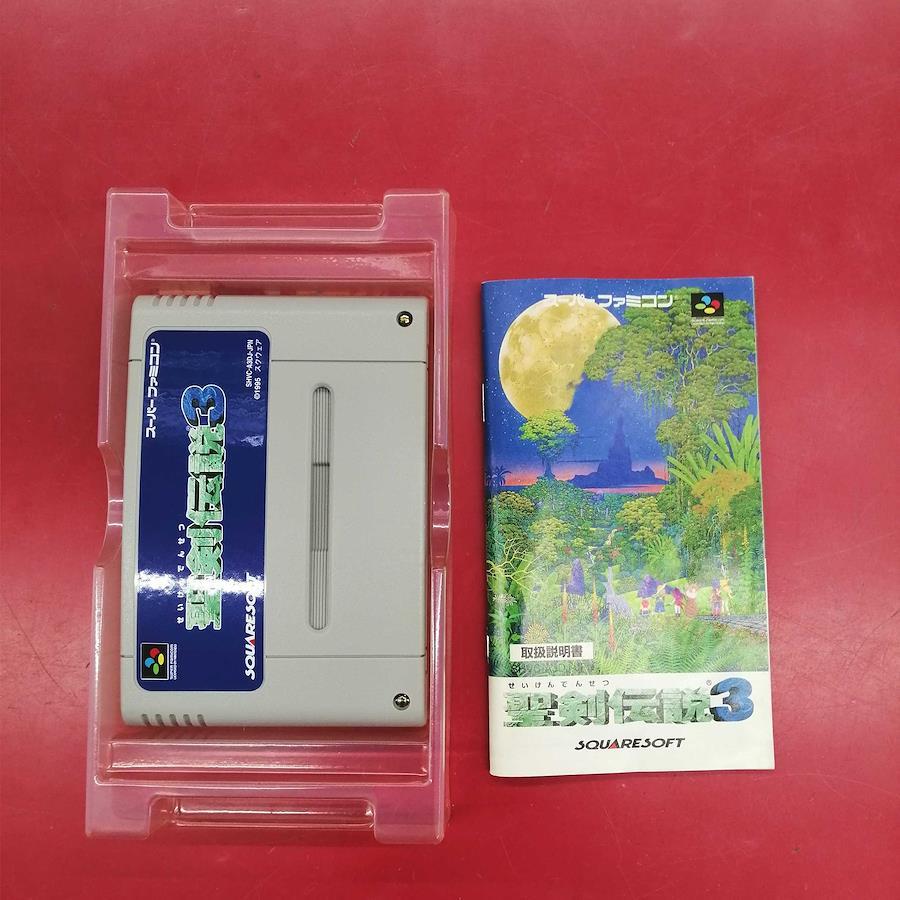 スーパーファミコン
SHVC-A3DJ-JPN
©1995 スクウェア
せいけんでんせつ
聖剣伝説3
SQUARESOFT
スーパーファミコン
取扱説明書
せいけんでんせつ
聖剣伝説3
®
SQUARESOFT